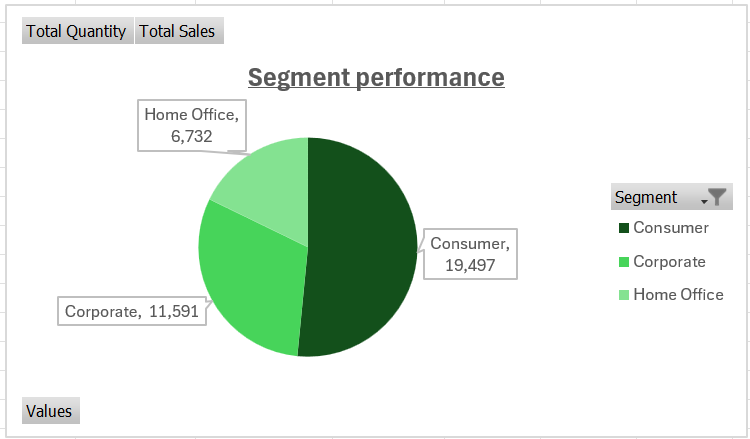 Total Quantity Total Sales
Segment performance
Home Office,
6,732
Consumer,
19,497
Corporate, 11,591
Segment
Consumer
Corporate
Home Office
Values